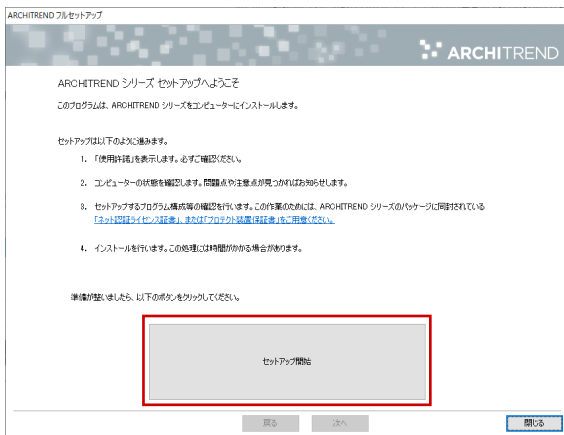 ARCHITREND フルセットアップ
ARCHITREND
ARCHITREND シリーズ セットアップへようこそ
このプログラムは、ARCHITREND シリーズをコンピューターにインストールします。
セットアップは以下のように進みます。
1. 「使用許諾」を表示します。必ずご確認ください。
2. コンピューターの状態を確認します。問題点や注意点が見つかればお知らせします。
3. セットアップするプログラム構成等の確認を行います。この作業のためには、ARCHITREND シリーズのパッケージに同封されている
「ネット認証ライセンス証書」、または「プロテクト装置保証書」をご用意ください。
4. インストールを行います。この処理には時間がかかる場合があります。
準備が整いましたら、以下のボタンをクリックしてください。
セットアップ開始
戻る 次へ 閉じる